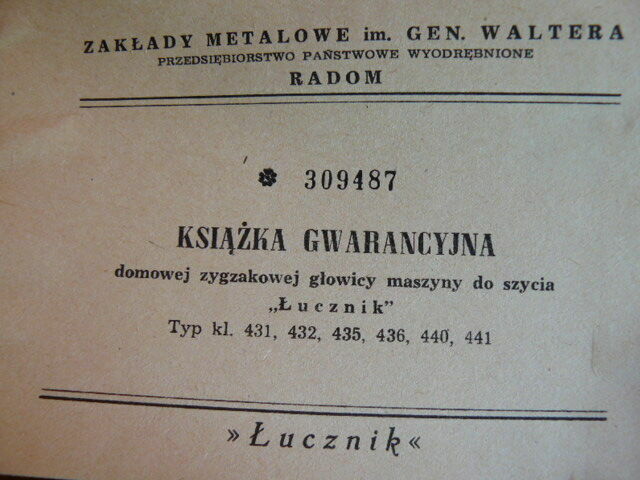 ZAKŁADY METALOWE im. GEN. WALTERA
PRZEDSIĘBIORSTWO PAŃSTWOWE WYODRĘBNIONE
RADOM
309487
KSIĄŻKA GWARANCYJNA
domowej zygzakowej głowicy maszyny do szycia
„Łucznik”
Typ kl. 431, 432, 435, 436, 440, 441
»Łucznik«